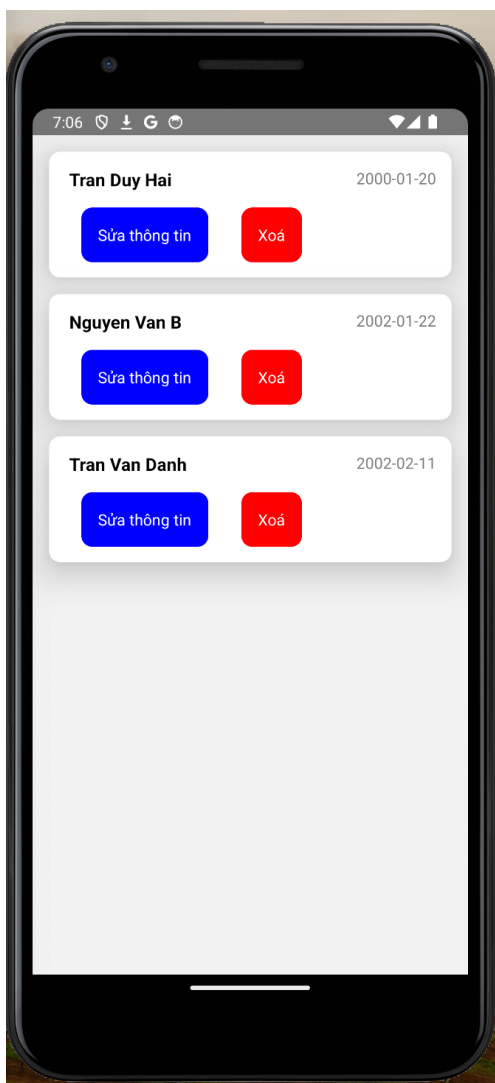 7:06 G
Tran Duy Hai 2000-01-20
Sửa thông tin Xoá
Nguyen Van B 2002-01-22
Sửa thông tin Xoá
Tran Van Danh 2002-02-11
Sửa thông tin Xoá